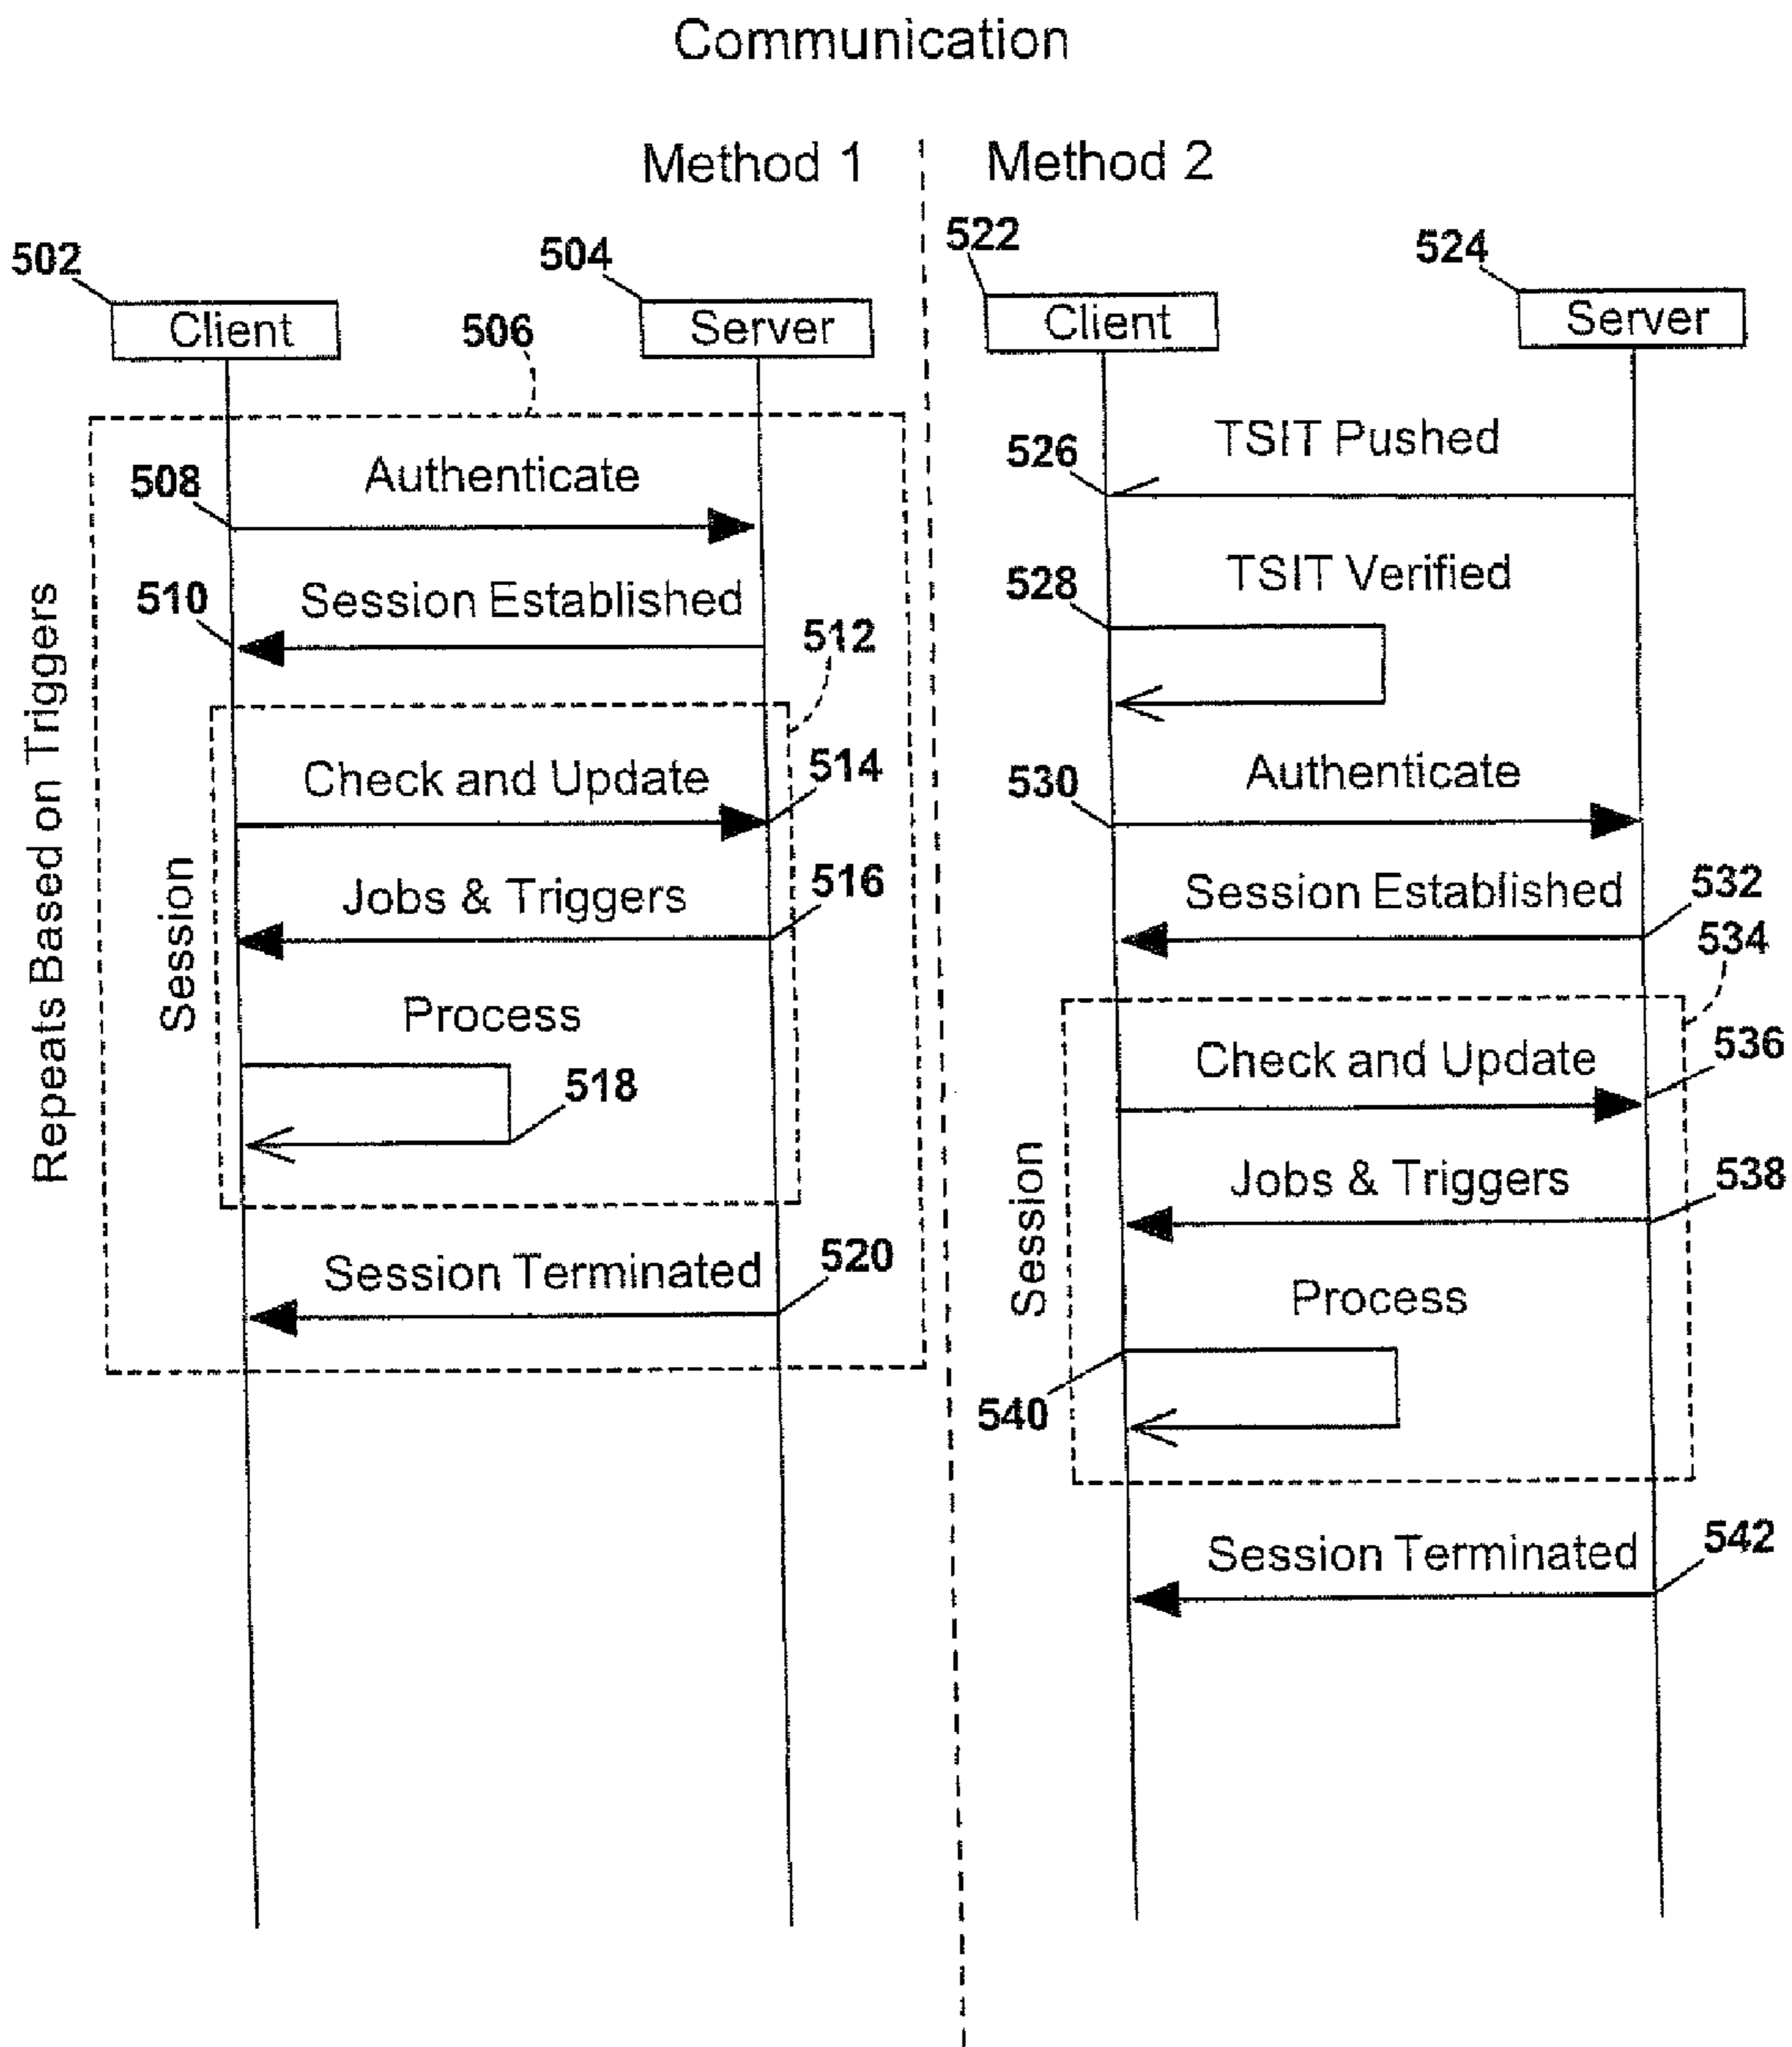 Communication
Method 1
Method 2
502
504
522
524
Client
506
Server
Client
Server
Repeats Based on Triggers
508
Authenticate
510
Session Established
512
Session
Check and Update
514
Jobs & Triggers
516
Process
518
Session Terminated
520
TSIT Pushed
526
TSIT Verified
528
Authenticate
530
Session Established
532
534
Session
Check and Update
536
Jobs & Triggers
538
Process
540
Session Terminated
542